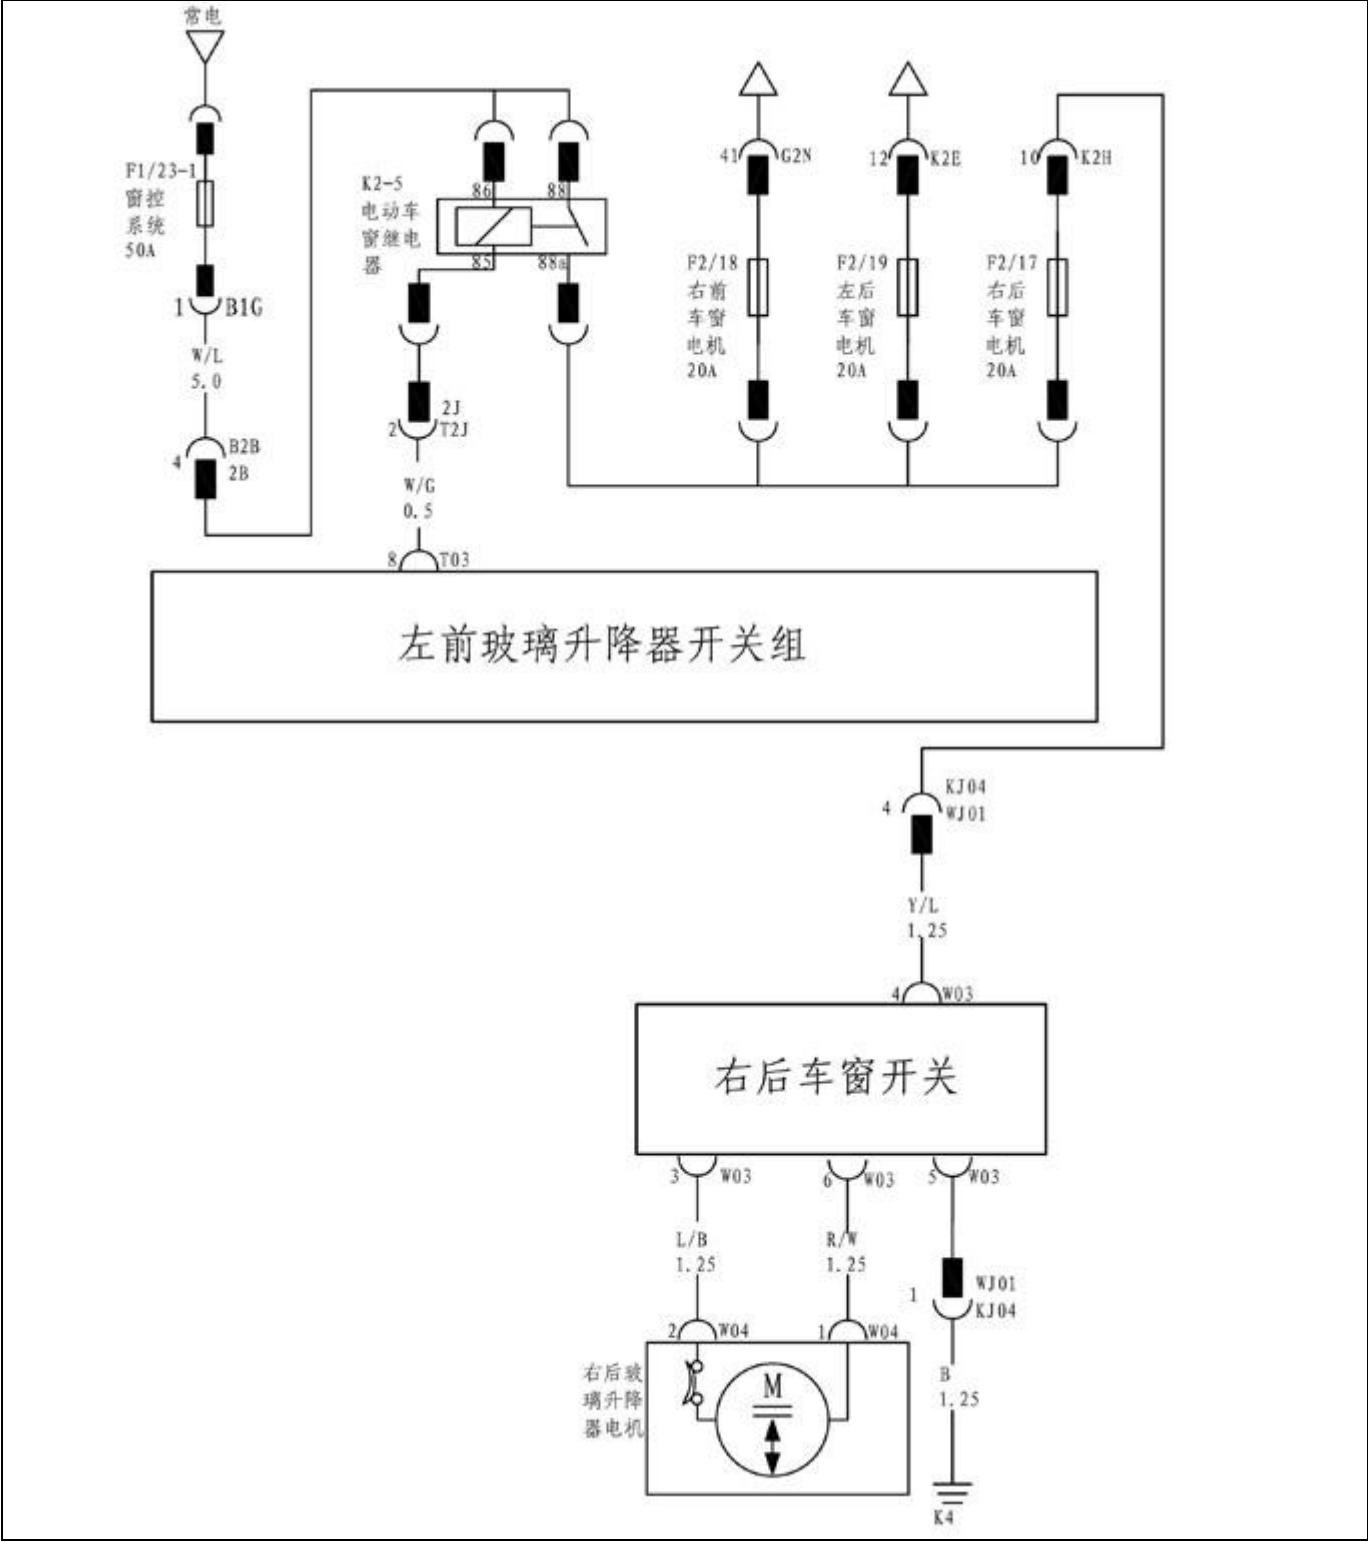 常电
F1/23-1
窗控
系统
50A
1
B1G
W/L
5.0
4
B2B
2B
K2-5
电动车
窗继电
器
86
88
85
88a
2J
2
T2J
W/G
0.5
8
T03
41
G2N
F2/18
右前
车窗
电机
20A
12
K2E
F2/19
左后
车窗
电机
20A
10
K2H
F2/17
右后
车窗
电机
20A
左前玻璃升降器开关组
KJ04
4
WJ01
Y/L
1.25
4
W03
右后车窗开关
3
W03
6
W03
5
W03
L/B
1.25
R/W
1.25
WJ01
1
KJ04
2
W04
1
W04
右后玻
璃升降
器电机
M
B
1.25
K4